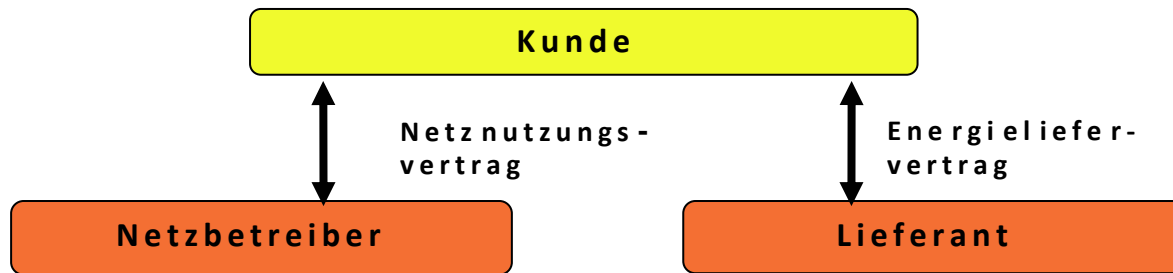 Kunde
Netznutzungs-
vertrag
Energieliefer-
vertrag
Netzbetreiber
Lieferant